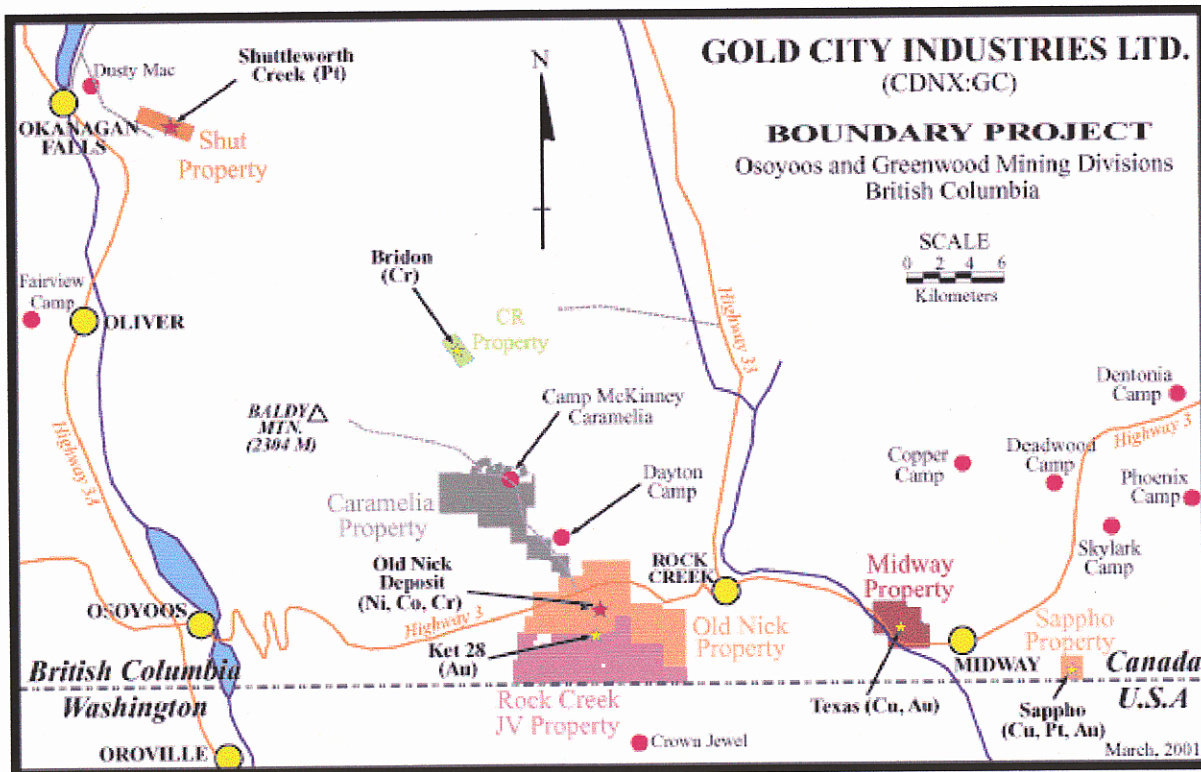 GOLD CITY INDUSTRIES LTD.
(CDNX:GC)
BOUNDARY PROJECT
Osoyoos and Greenwood Mining Divisions
British Columbia
SCALE
0 2 4 6
Kilometers
N
Shuttleworth
Creek (Pt)
Dusty Mac
OKANAGAN
FALLS
Shut
Property
Bridon
(Cr)
CR
Property
Fairview
Camp
OLIVER
Highway 33
BALDY
MTN.
(2304 M)
Camp McKinney
Caramelia
Dentonia
Camp
Highway 3
Highway 3A
Copper
Camp
Deadwood
Camp
Phoenix
Camp
Dayton
Camp
Caramelia
Property
Skylark
Camp
Old Nick
Deposit
(Ni, Co, Cr)
ROCK
CREEK
Midway
Property
OSOYOOS
Highway 3
Ket 28
(Au)
Old Nick
Property
Sappho
Property
MIDWAY
British Columbia
Canada
Washington
U.S.A
Rock Creek
JV Property
Texas (Cu, Au)
Sappho
(Cu, Pt, Au)
OROVILLE
Crown Jewel
March, 2001